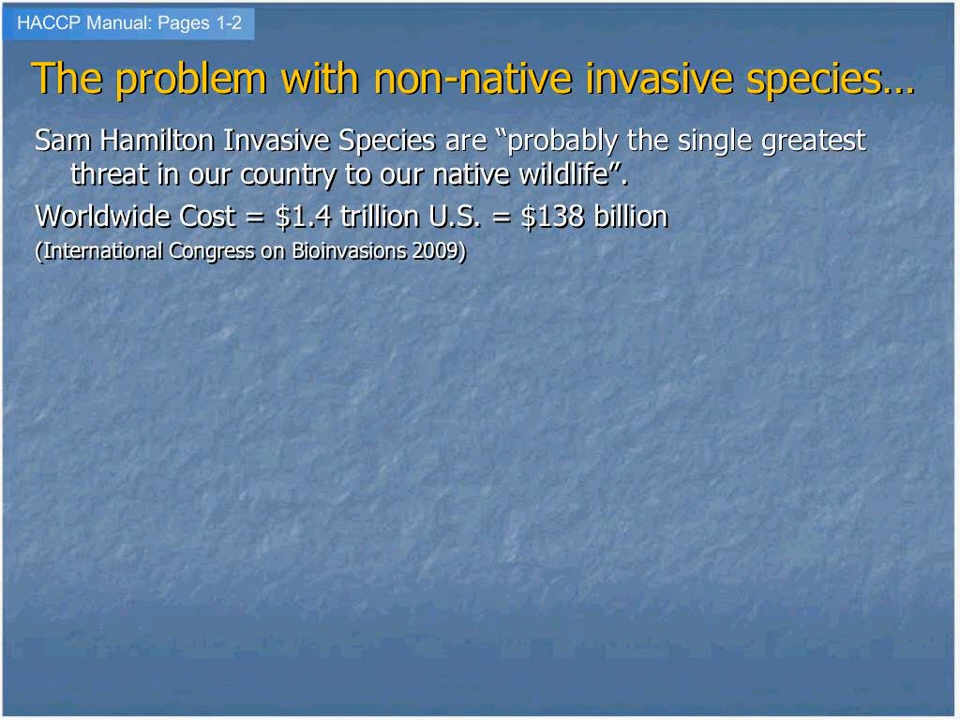 HACCP Manual: Pages 1-2
The problem with non-native invasive species…
Sam Hamilton Invasive Species are “probably the single greatest
threat in our country to our native wildlife”.
Worldwide Cost = $1.4 trillion U.S. = $138 billion
(International Congress on Bioinvasions 2009)